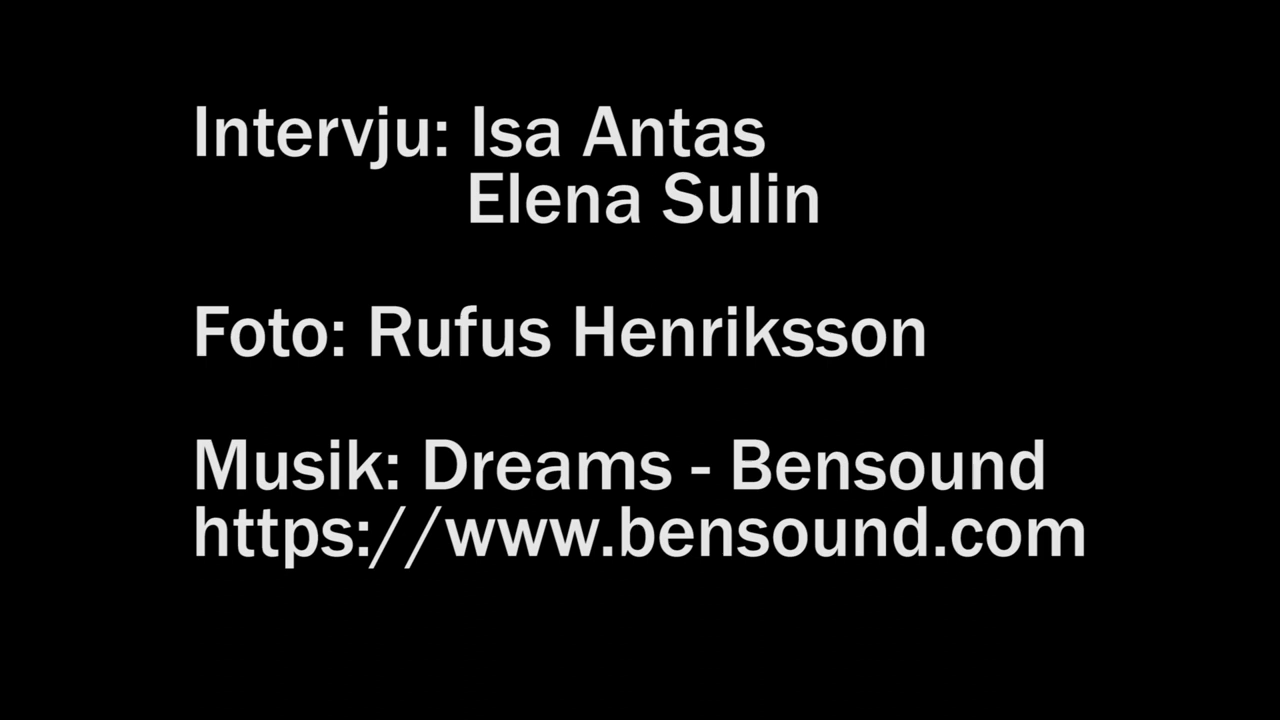 Intervju: Isa Antas
Elena Sulin
Foto: Rufus Henriksson
Musik: Dreams - Bensound
https://www.bensound.com